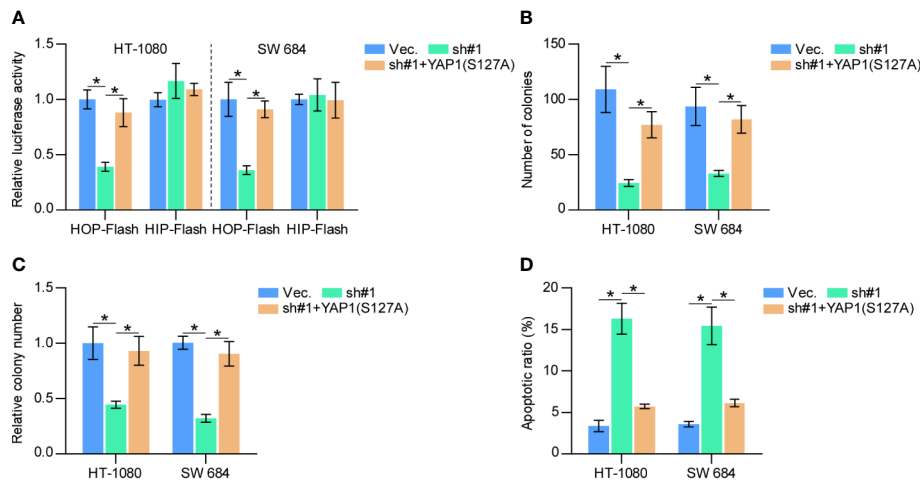 A
Relative luciferase activity
1.5
1.0
0.5
0.0
HT-1080
SW 684
* * * *
HOP-Flash HIP-Flash HOP-Flash HIP-Flash
Vec. sh#1
sh#1+YAP1(S127A)
B
Number of colonies
150
100
50
0
* * * *
HT-1080 SW 684
Vec. sh#1
sh#1+YAP1(S127A)
C
Relative colony number
1.5
1.0
0.5
0.0
* * * *
HT-1080 SW 684
Vec. sh#1
sh#1+YAP1(S127A)
D
Apoptotic ratio (%)
20
15
10
5
0
* * * *
HT-1080 SW 684
Vec. sh#1
sh#1+YAP1(S127A)